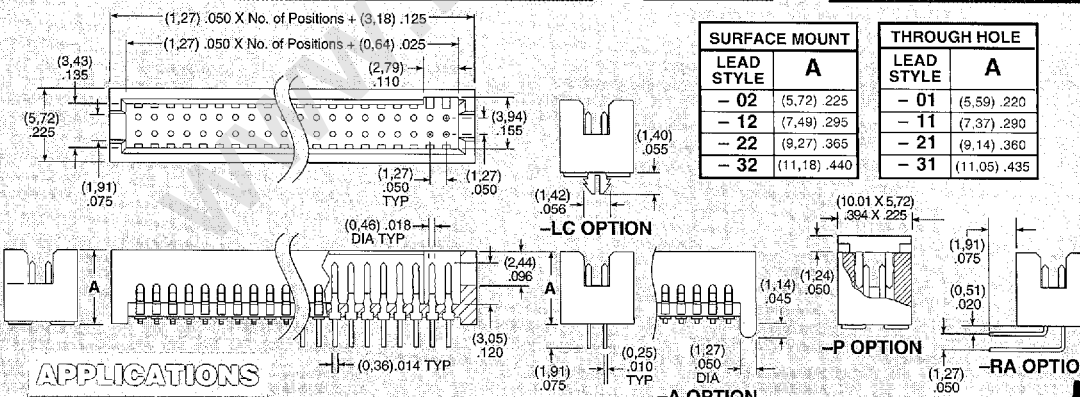 (1,27) .050 X No. of Positions + (3,18) .125
(1,27) .050 X No. of Positions + (0,64) .025
(3,43)
.135
(2,79)
.110
(5,72)
.225
(3,94)
.155
(1,91)
.075
(1,27)
.050
TYP
(1,27)
.050
(1,40)
.055
(1,42)
.056
–LC OPTION
SURFACE MOUNT
LEAD STYLE A
– 02 (5,72) .225
– 12 (7,49) .295
– 22 (9,27) .365
– 32 (11,18) .440
THROUGH HOLE
LEAD STYLE A
– 01 (5,59) .220
– 11 (7,37) .290
– 21 (9,14) .360
– 31 (11,05) .435
(0,46) .018
DIA TYP
A
(2,44)
.096
(3,05)
.120
(0,36) .014 TYP
A
(1,91)
.075
(0,25)
.010
TYP
(1,14)
.045
(1,27)
.050
DIA
–A OPTION
(10.01 X 5,72)
.394 X .225
(1,24)
.050
–P OPTION
(1,91)
.075
(0,51)
.020
(1,27)
.050
–RA OPTIO
APPLICATIONS
www.